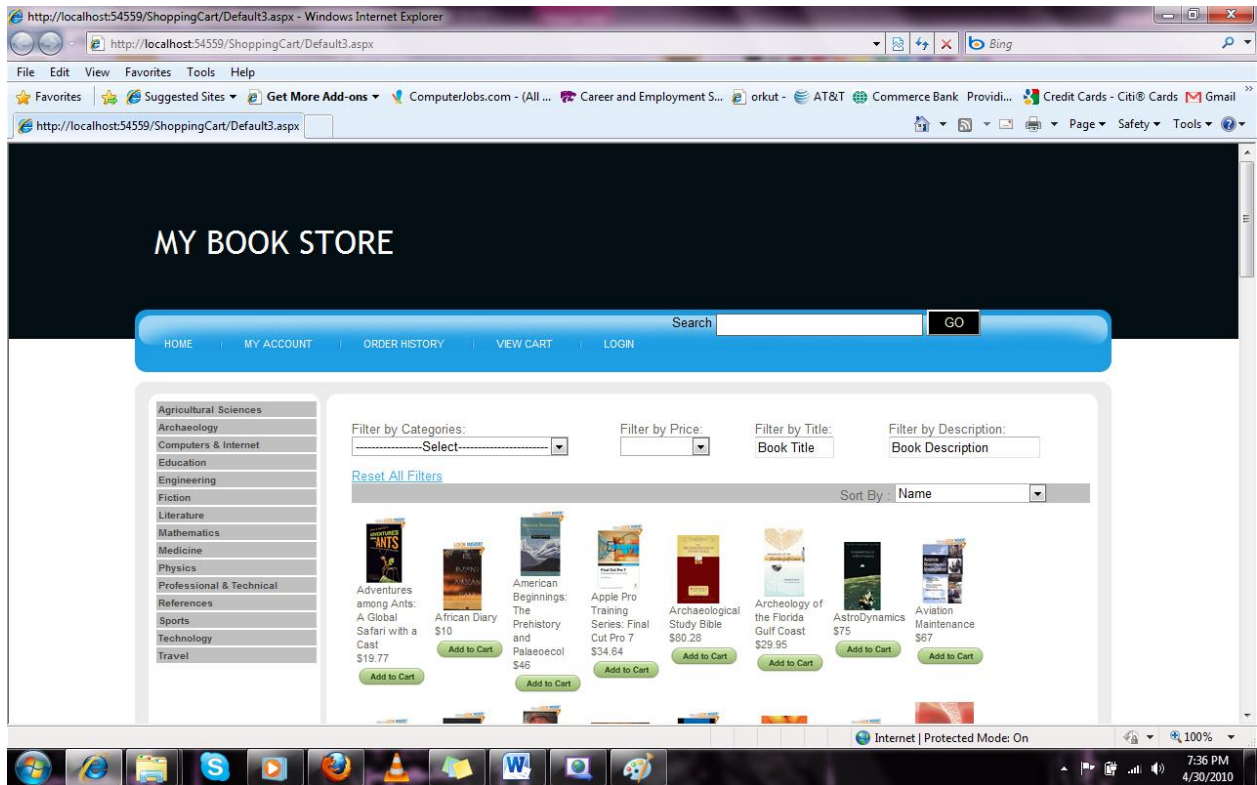 http://localhost:54559/ShoppingCart/Default3.aspx - Windows Internet Explorer
http://localhost:54559/ShoppingCart/Default3.aspx
Bing
File Edit View Favorites Tools Help
Favorites Suggested Sites Get More Add-ons ComputerJobs.com - (All ... Career and Employment S... orkut - AT&T Commerce Bank Providi... Credit Cards - Citi® Cards Gmail
http://localhost:54559/ShoppingCart/Default3.aspx Page Safety Tools
MY BOOK STORE
Search GO
HOME MY ACCOUNT ORDER HISTORY VIEW CART LOGIN
Agricultural Sciences
Archaeology
Computers & Internet
Education
Engineering
Fiction
Literature
Mathematics
Medicine
Physics
Professional & Technical
References
Sports
Technology
Travel
Filter by Categories: Filter by Price: Filter by Title: Filter by Description:
-----------------Select----------------------- Book Title Book Description
Reset All Filters
Sort By : Name
Adventures
among Ants:
A Global
Safari with a
Cast
$19.77
Add to Cart
African Diary
$10
Add to Cart
American
Beginnings:
The
Prehistory
and
Palaeoecol
$46
Add to Cart
Apple Pro
Training
Series: Final
Cut Pro 7
$34.64
Add to Cart
Archaeological
Study Bible
$80.28
Add to Cart
Archeology of
the Florida
Gulf Coast
$29.95
Add to Cart
AstroDynamics
$75
Add to Cart
Aviation
Maintenance
$67
Add to Cart
Internet | Protected Mode: On 100%
7:36 PM
4/30/2010